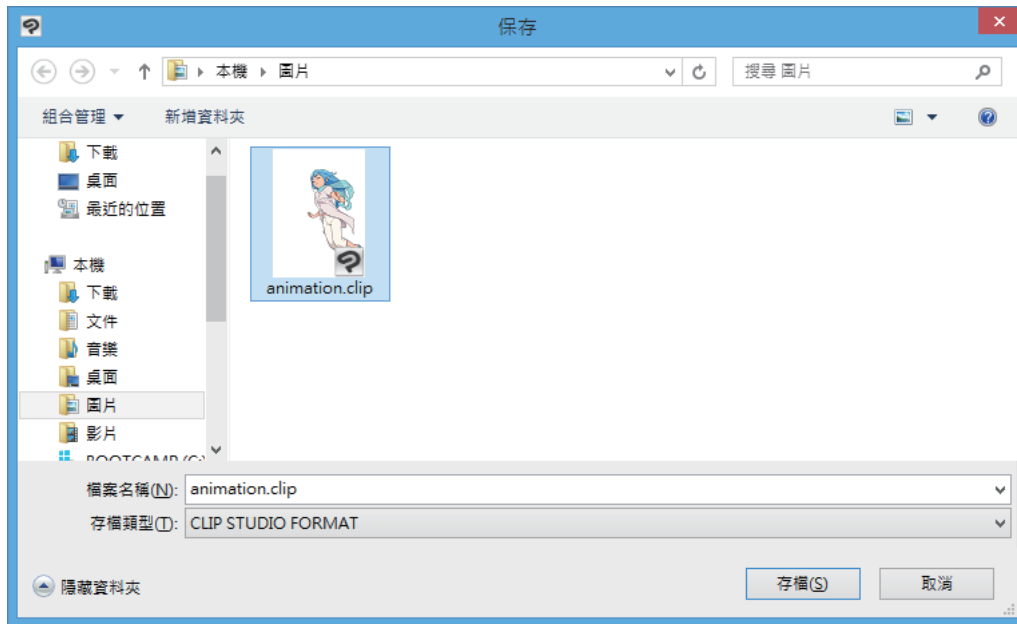 保存
本機 圖片
搜尋 圖片
組合管理 新增資料夾
下載
桌面
最近的位置
本機
下載
文件
音樂
桌面
圖片
影片
BOOTCAMP (C:)
animation.clip
檔案名稱(N): animation.clip
存檔類型(T): CLIP STUDIO FORMAT
隱藏資料夾 存檔(S) 取消